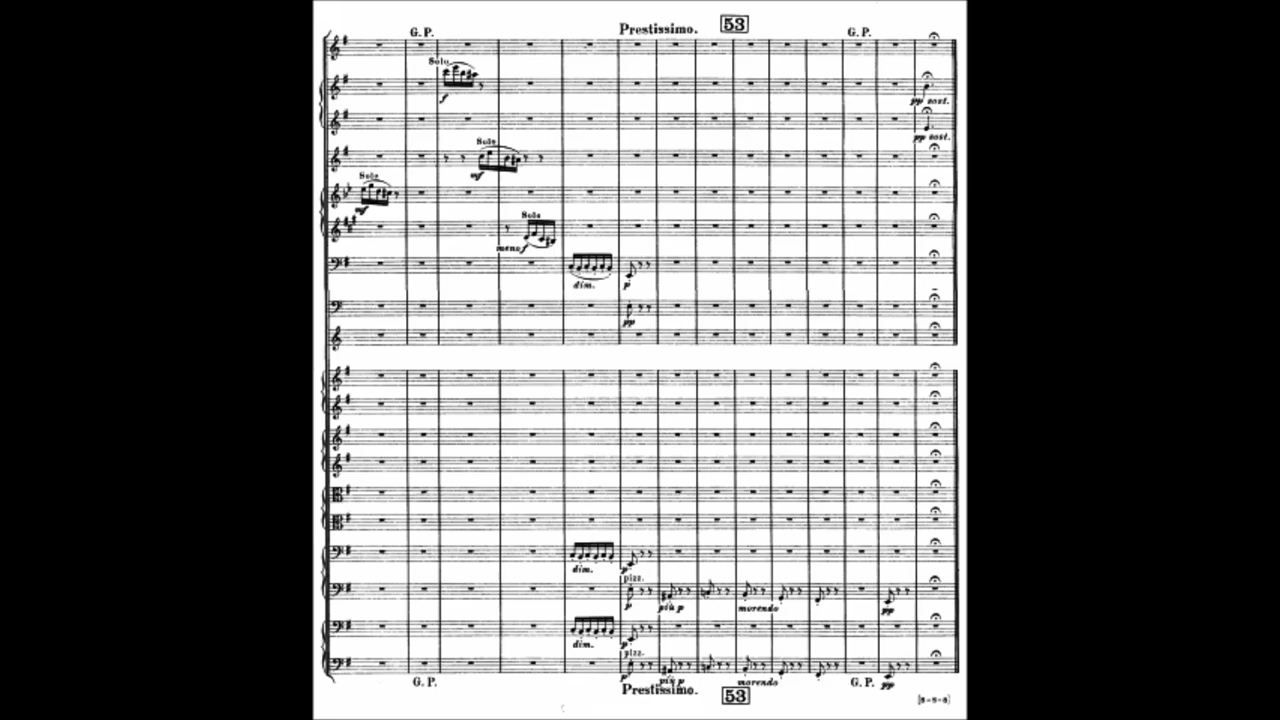 G. P. Prestissimo. 53 G. P.
Solo
f
pp sost.
pp sost.
Solo
mf
Solo
mf
Solo
meno f
dim. p
pp
dim. p
pizz.
p più p morendo pp
dim. p
pizz.
p più p morendo pp
G. P. Prestissimo. 53 G. P.